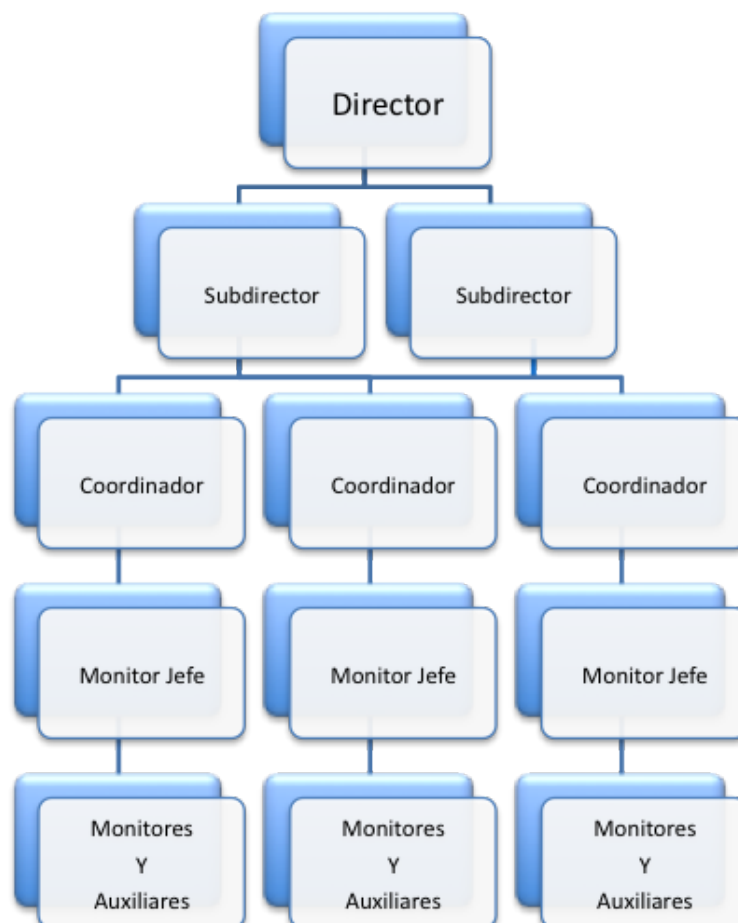 Director
Subdirector
Subdirector
Coordinador
Coordinador
Coordinador
Monitor Jefe
Monitor Jefe
Monitor Jefe
Monitores
Y
Auxiliares
Monitores
Y
Auxiliares
Monitores
Y
Auxiliares